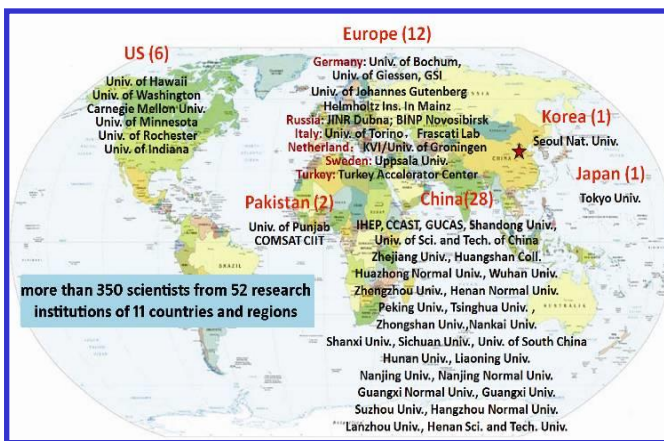 US (6)
Univ. of Hawaii
Univ. of Washington
Carnegie Mellon Univ.
Univ. of Minnesota
Univ. of Rochester
Univ. of Indiana
Europe (12)
Germany: Univ. of Bochum,
Univ. of Giessen, GSI
Univ. of Johannes Gutenberg
Helmholtz Ins. In Mainz
Russia: JINR Dubna; BINP Novosibirsk
Italy: Univ. of Torino, Frascati Lab
Netherland: KVI/Univ. of Groningen
Sweden: Uppsala Univ.
Turkey: Turkey Accelerator Center
Korea (1)
Seoul Nat. Univ.
Japan (1)
Tokyo Univ.
Pakistan (2)
Univ. of Punjab
COMSAT CIIT
China(28)
IHEP, CCAST, GUCAS, Shandong Univ.,
Univ. of Sci. and Tech. of China
Zhejiang Univ., Huangshan Coll.
Huazhong Normal Univ., Wuhan Univ.
Zhengzhou Univ., Henan Normal Univ.
Peking Univ., Tsinghua Univ. ,
Zhongshan Univ.,Nankai Univ.
Shanxi Univ., Sichuan Univ., Univ. of South China
Hunan Univ., Liaoning Univ.
Nanjing Univ., Nanjing Normal Univ.
Guangxi Normal Univ., Guangxi Univ.
Suzhou Univ., Hangzhou Normal Univ.
Lanzhou Univ., Henan Sci. and Tech. Univ.
more than 350 scientists from 52 research
institutions of 11 countries and regions
CHINA
BRAZIL
AUSTRALIA